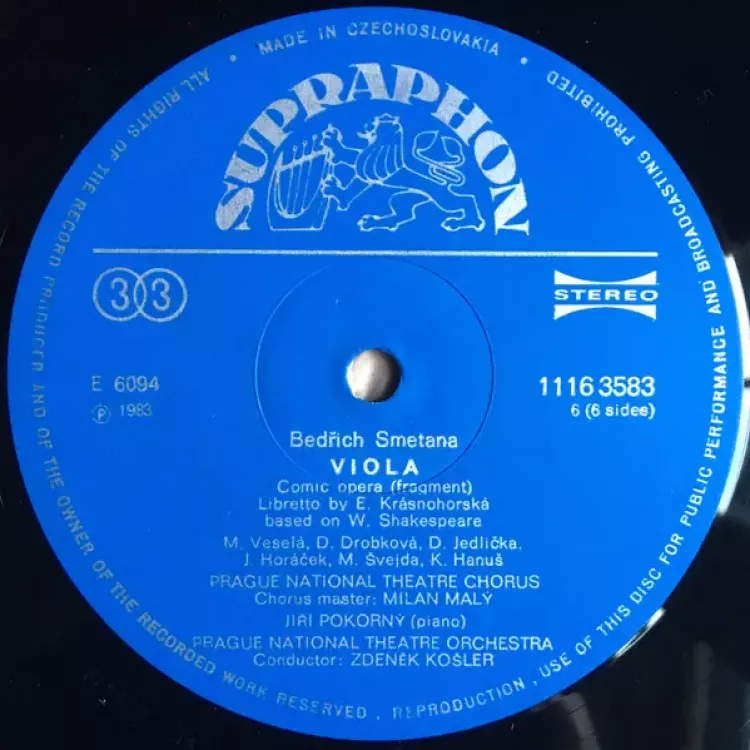 ALL RIGHTS OF THE RECORD PRODUCER AND OF THE OWNER OF THE RECORDED WORK RESERVED . REPRODUCTION , USE OF THIS DISC FOR PUBLIC PERFORMANCE AND BROADCASTING PROHIBITED
• MADE IN CZECHOSLOVAKIA •
SUPRAPHON
33
STEREO
E 6094
1116 3583
℗ 1983
6 (6 sides)
Bedřich Smetana
VIOLA
Comic opera (fragment)
Libretto by E. Krásnohorská
based on W. Shakespeare
M. Veselá, D. Drobková, D. Jedlička,
J. Horáček, M. Švejda, K. Hanuš
PRAGUE NATIONAL THEATRE CHORUS
Chorus master: MILAN MALÝ
JIŘÍ POKORNÝ (piano)
PRAGUE NATIONAL THEATRE ORCHESTRA
Conductor: ZDENĚK KOŠLER